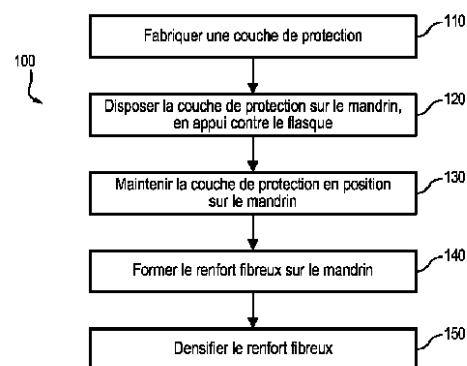 100
Fabriquer une couche de protection
110
Disposer la couche de protection sur le mandrin,
en appui contre le flasque
120
Maintenir la couche de protection en position
sur le mandrin
130
Former le renfort fibreux sur le mandrin
140
Densifier le renfort fibreux
150